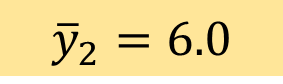 ȳ₂ = 6.0